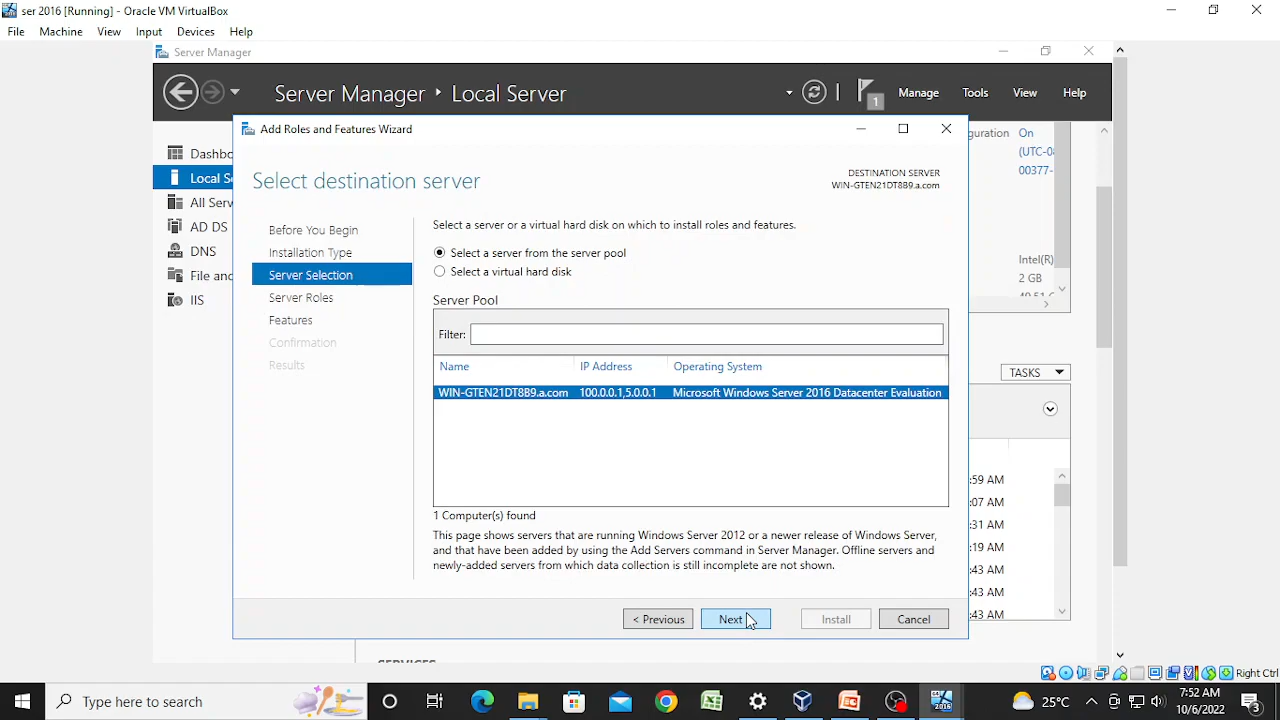 ser 2016 [Running] - Oracle VM VirtualBox
File Machine View Input Devices Help
Server Manager
Server Manager ‣ Local Server
1
Manage Tools View Help
Add Roles and Features Wizard
Select destination server
DESTINATION SERVER
WIN-GTEN21DT8B9.a.com
Dashbo
Local Se
All Serv
AD DS
DNS
File anc
IIS
Before You Begin
Installation Type
Server Selection
Server Roles
Features
Confirmation
Results
Select a server or a virtual hard disk on which to install roles and features.
Select a server from the server pool
Select a virtual hard disk
Server Pool
Filter:
Name IP Address Operating System
WIN-GTEN21DT8B9.a.com 100.0.0.1,5.0.0.1 Microsoft Windows Server 2016 Datacenter Evaluation
1 Computer(s) found
This page shows servers that are running Windows Server 2012 or a newer release of Windows Server,
and that have been added by using the Add Servers command in Server Manager. Offline servers and
newly-added servers from which data collection is still incomplete are not shown.
< Previous Next Install Cancel
iguration On
(UTC-08
00377-
Intel(R)
2 GB
TASKS
:59 AM
:07 AM
:31 AM
:19 AM
:43 AM
:43 AM
:43 AM
SERVICES
Right Ctrl
Type here to search
25°C
7:52 AM
10/6/2022
3